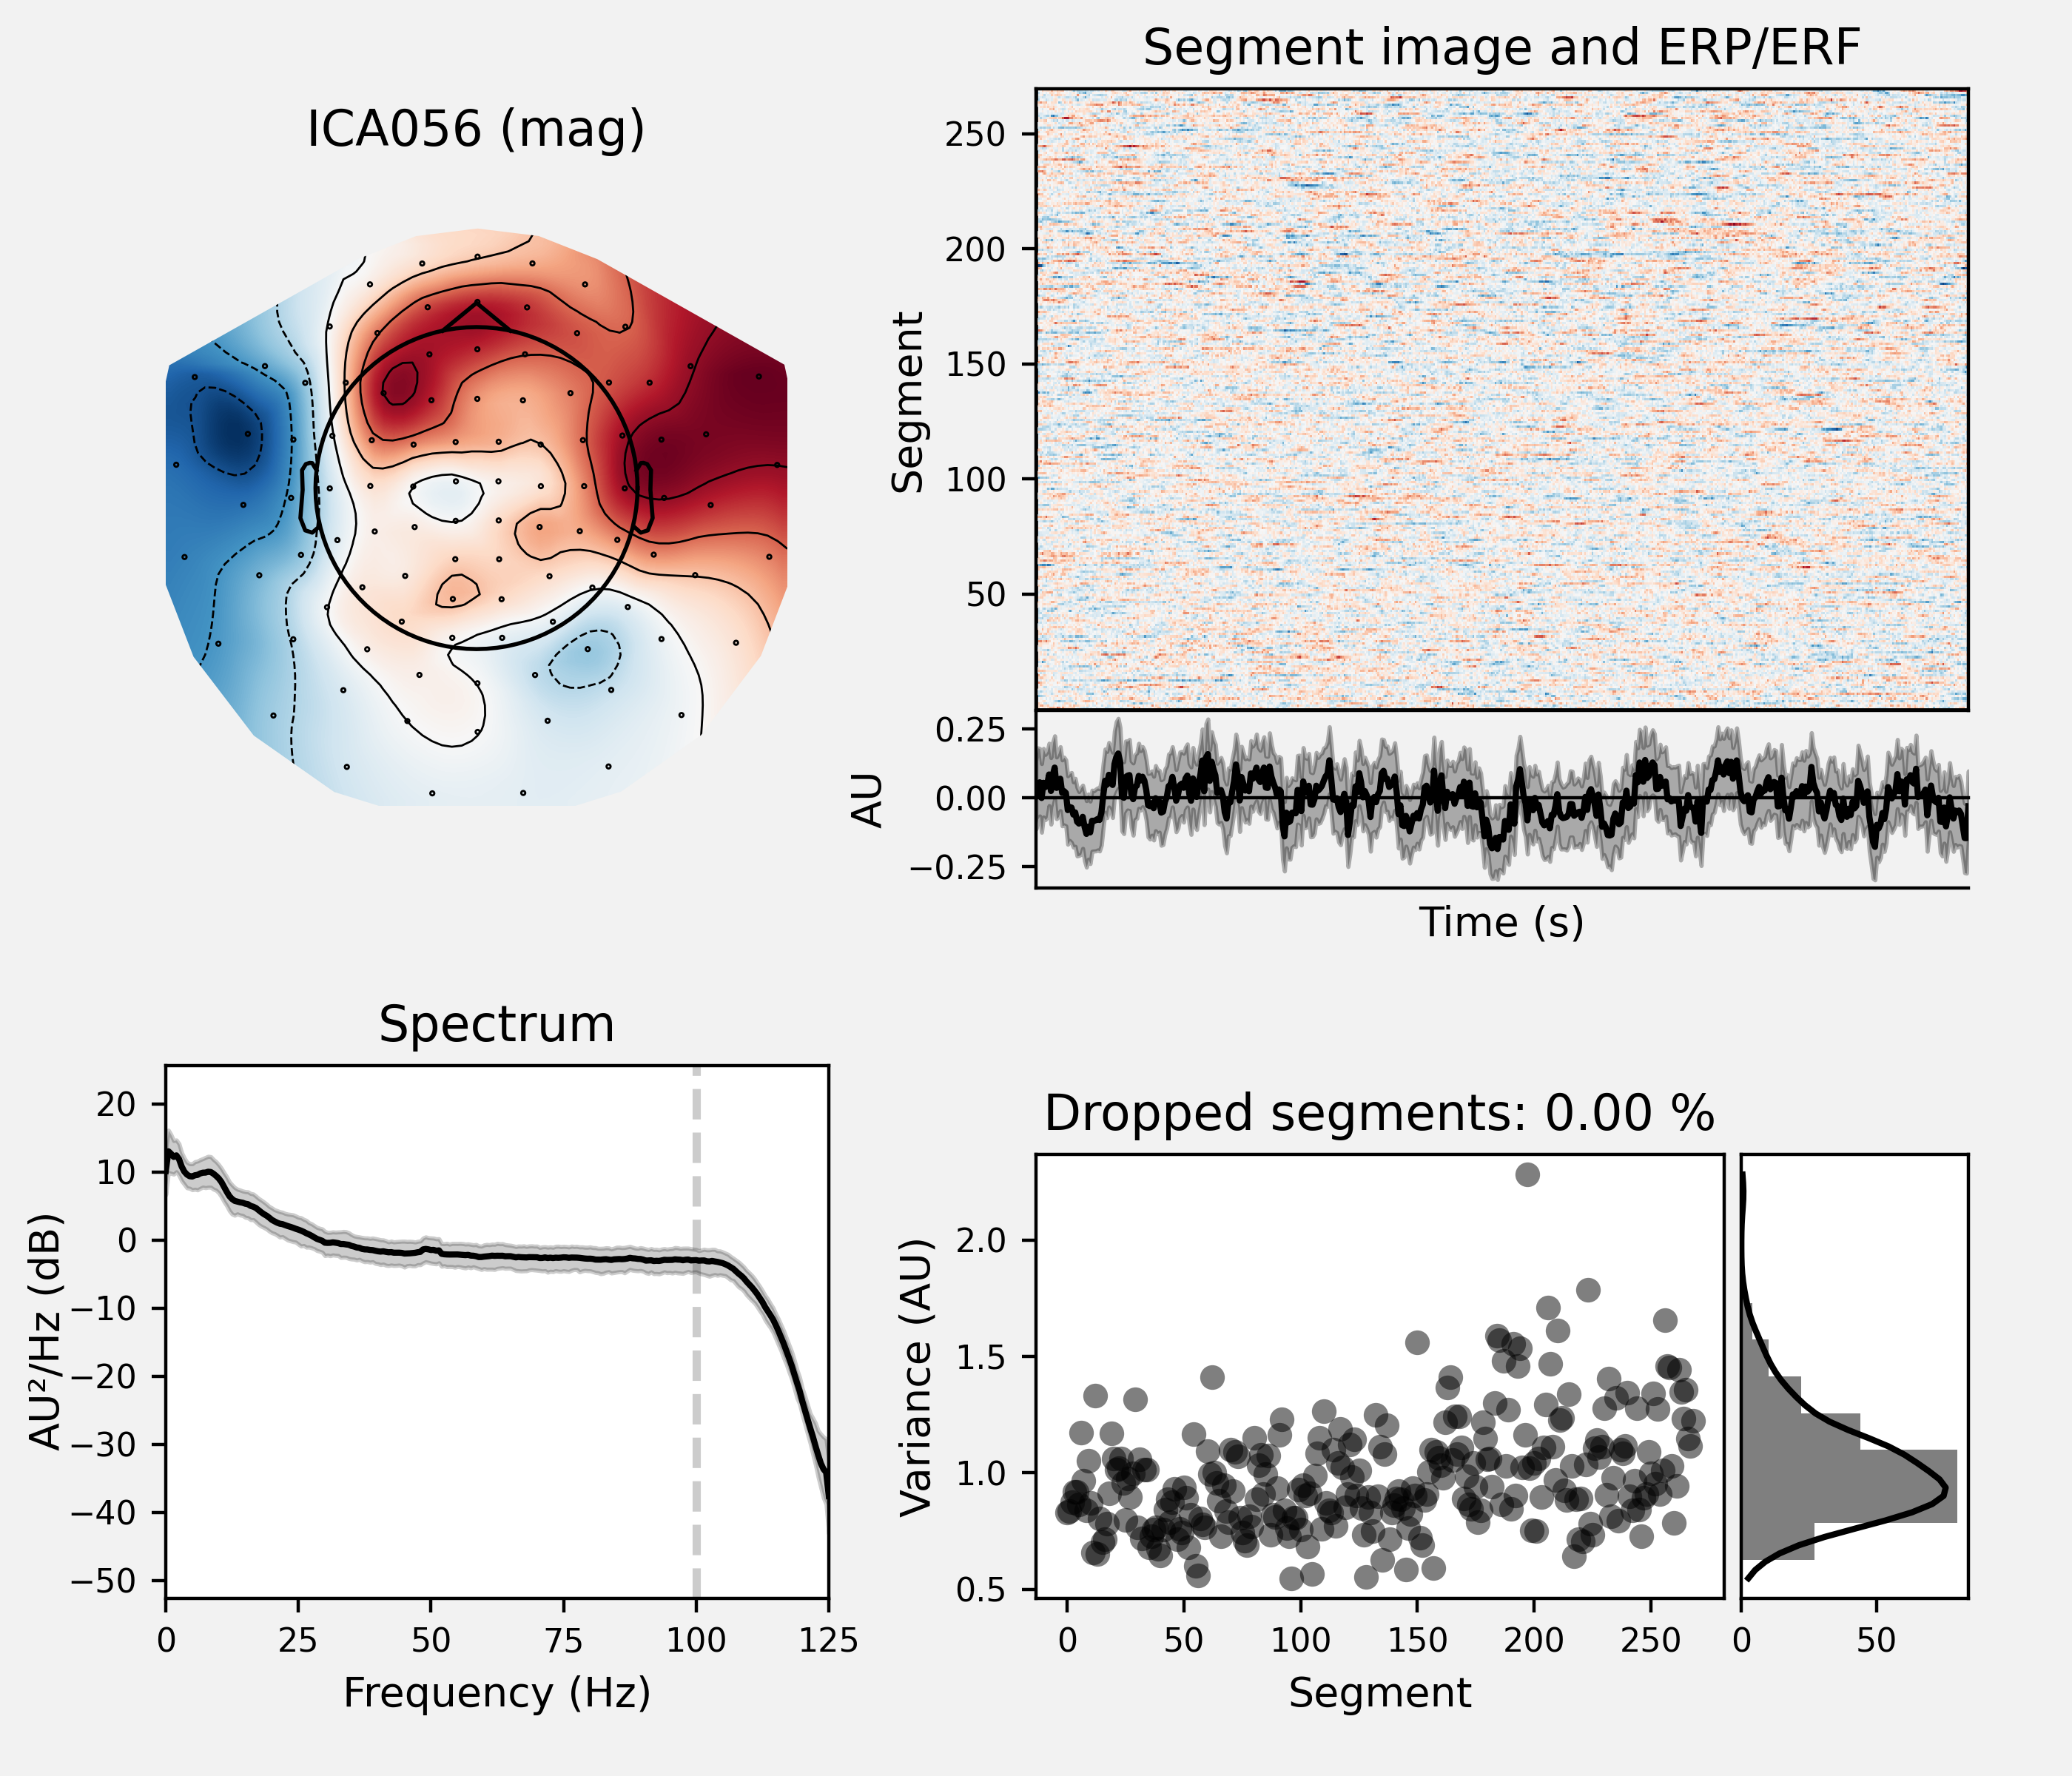 Segment image and ERP/ERF
ICA056 (mag)
250
200
150
100
50
Segment
0.25
0.00
−0.25
AU
Time (s)
Spectrum
20
10
0
−10
−20
−30
−40
−50
AU²/Hz (dB)
0 25 50 75 100 125
Frequency (Hz)
Dropped segments: 0.00 %
2.0
1.5
1.0
0.5
Variance (AU)
0 50 100 150 200 250
Segment
0 50